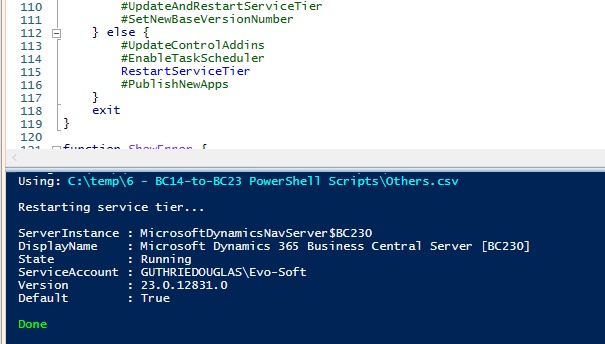 110 #UpdateAndRestartServiceTier
111 #SetNewBaseVersionNumber
112 } else {
113 #UpdateControlAddins
114 #EnableTaskScheduler
115 RestartServiceTier
116 #PublishNewApps
117 }
118 exit
119 }
120
121 function ShowError {
Using: C:\temp\6 - BC14-to-BC23 PowerShell Scripts\Others.csv
Restarting service tier...
ServerInstance : MicrosoftDynamicsNavServer$BC230
DisplayName : Microsoft Dynamics 365 Business Central Server [BC230]
State : Running
ServiceAccount : GUTHRIEDOUGLAS\Evo-Soft
Version : 23.0.12831.0
Default : True
Done